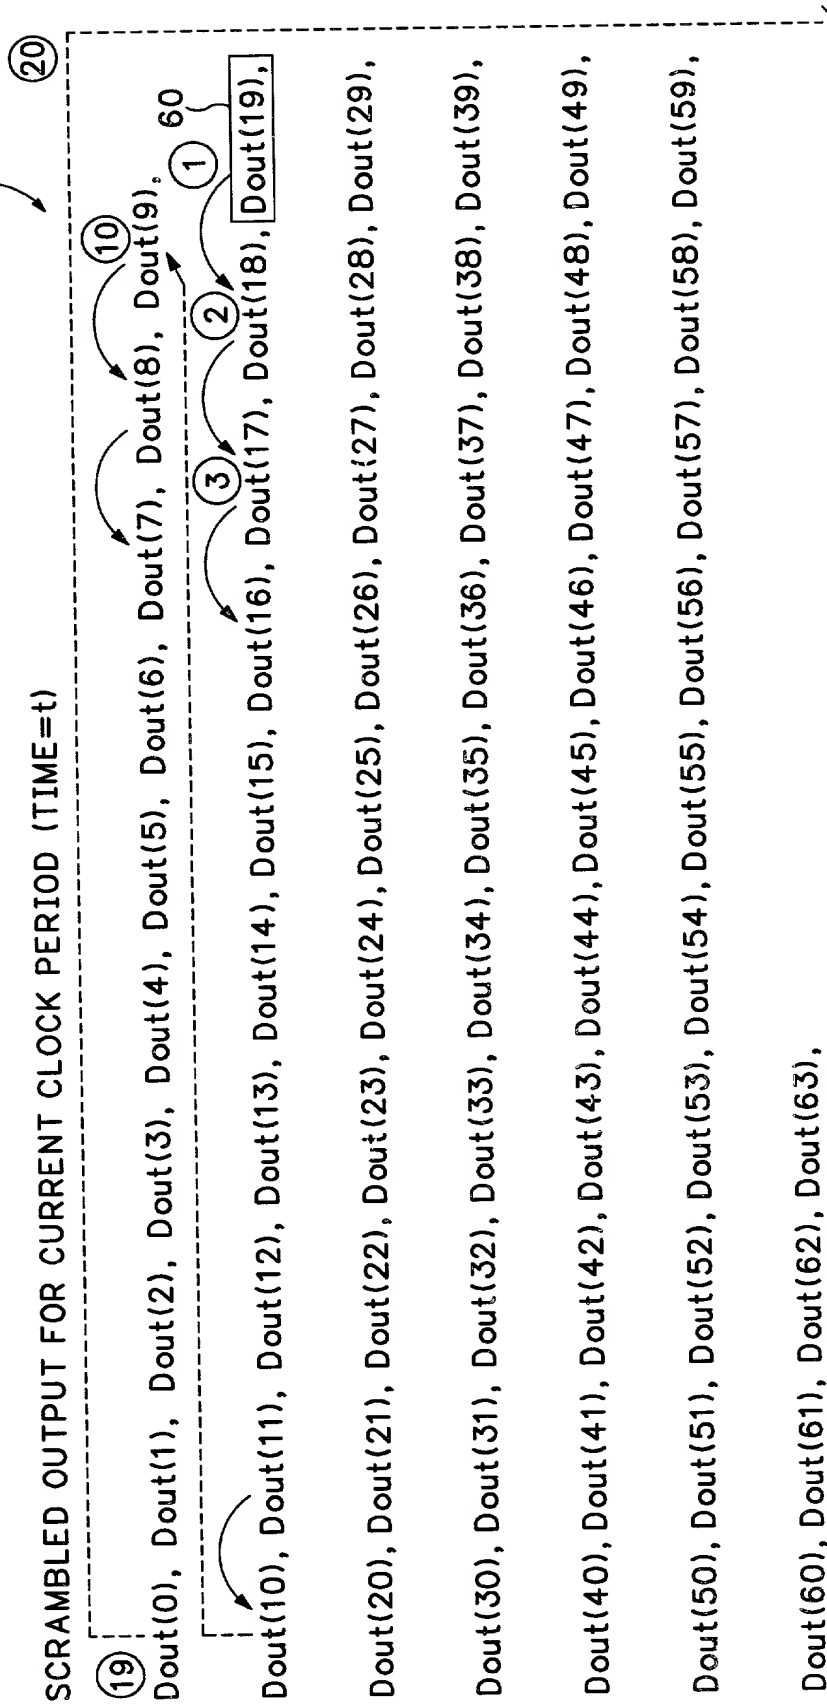 SCRAMBLED OUTPUT FOR CURRENT CLOCK PERIOD (TIME=t)
20
19
10
Dout(0), Dout(1), Dout(2), Dout(3), Dout(4), Dout(5), Dout(6), Dout(7), Dout(8), Dout(9),
3
2
1
60
Dout(10), Dout(11), Dout(12), Dout(13), Dout(14), Dout(15), Dout(16), Dout(17), Dout(18), Dout(19),
Dout(20), Dout(21), Dout(22), Dout(23), Dout(24), Dout(25), Dout(26), Dout(27), Dout(28), Dout(29),
Dout(30), Dout(31), Dout(32), Dout(33), Dout(34), Dout(35), Dout(36), Dout(37), Dout(38), Dout(39),
Dout(40), Dout(41), Dout(42), Dout(43), Dout(44), Dout(45), Dout(46), Dout(47), Dout(48), Dout(49),
Dout(50), Dout(51), Dout(52), Dout(53), Dout(54), Dout(55), Dout(56), Dout(57), Dout(58), Dout(59),
Dout(60), Dout(61), Dout(62), Dout(63),